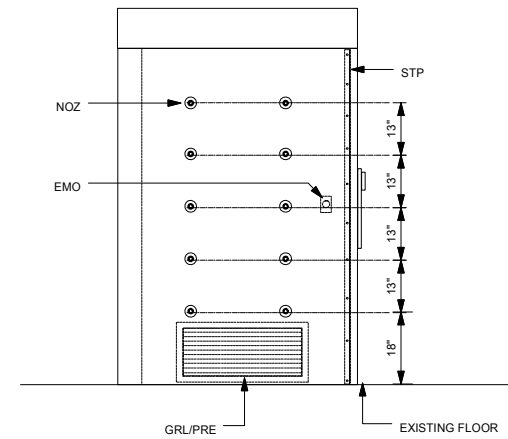 STP
NOZ
13"
13"
EMO
13"
13"
18"
GRL/PRE
EXISTING FLOOR